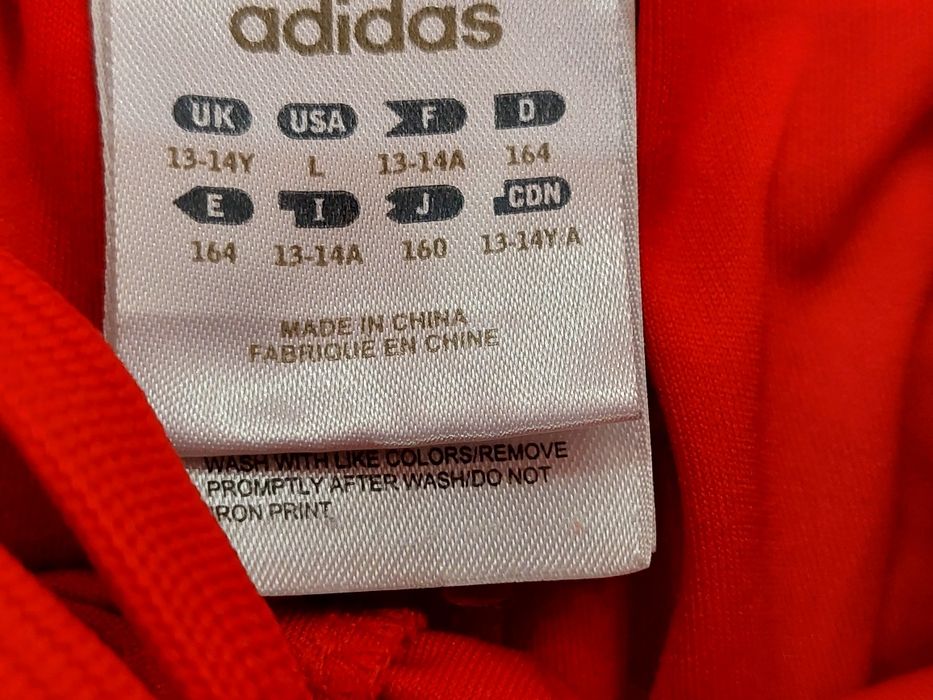 adidas
UK USA F D
13-14Y L 13-14A 164
E I J CDN
164 13-14A 160 13-14Y A
MADE IN CHINA
FABRIQUE EN CHINE
WASH WITH LIKE COLORS/REMOVE
PROMPTLY AFTER WASH/DO NOT
IRON PRINT